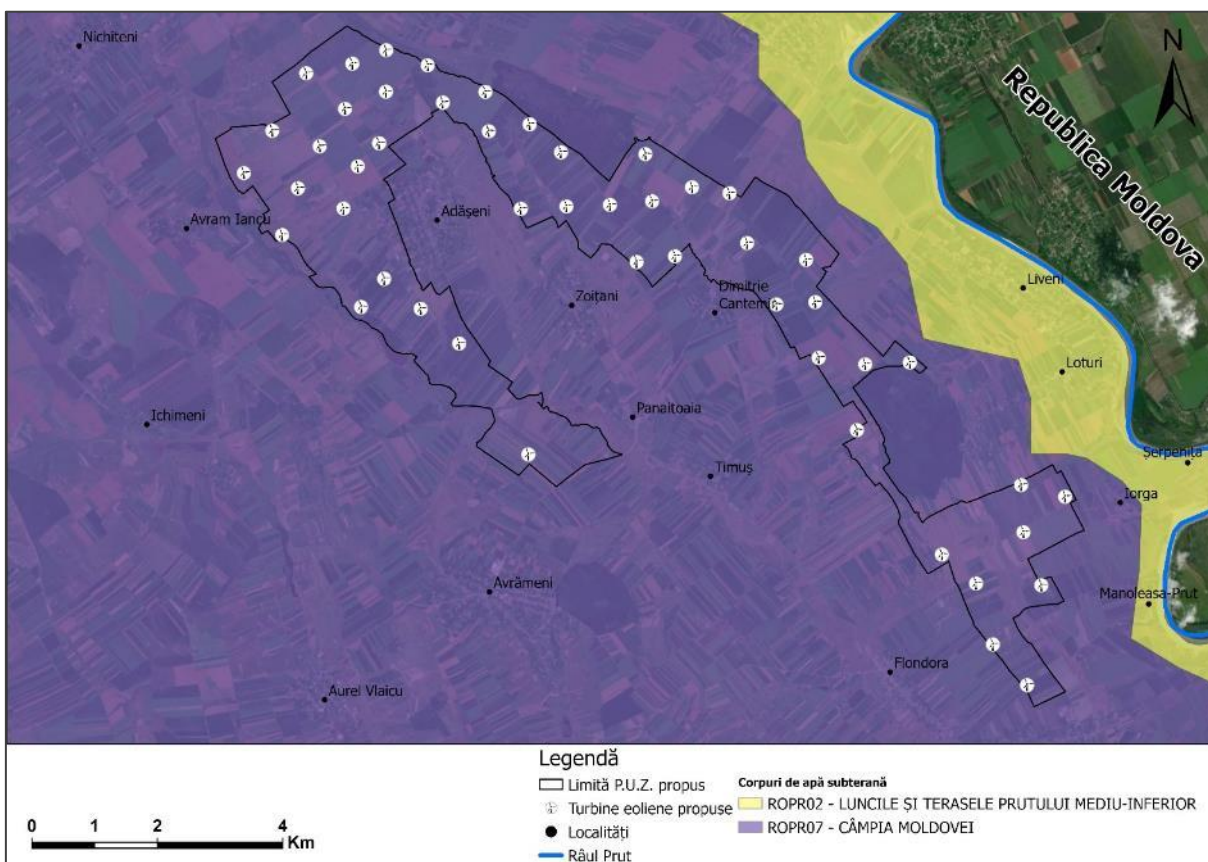 Nichiteni
N
Republica Moldova
Avram Iancu
Adășeni
Liveni
Zoițani
Dimitrie
Cantemir
Loturi
Ichimeni
Panaitoaia
Șerpenița
Timuș
Iorga
Avrămeni
Manoleasa-Prut
Flondora
Aurel Vlaicu
Legendă
Limită P.U.Z. propus
Turbine eoliene propuse
Localități
Râul Prut
Corpuri de apă subterană
ROPR02 - LUNCILE ȘI TERASELE PRUTULUI MEDIU-INFERIOR
ROPR07 - CÂMPIA MOLDOVEI
0 1 2 4
Km